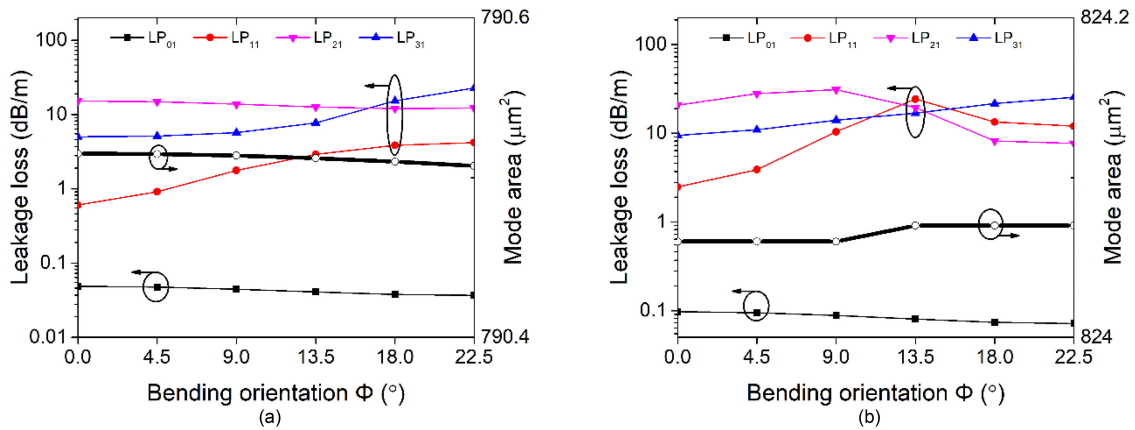 790.6
100
LP01 LP11 LP21 LP31
10
1
0.1
0.01
790.4
Leakage loss (dB/m)
Mode area (μm2)
0.0 4.5 9.0 13.5 18.0 22.5
Bending orientation Φ (°)
(a)
824.2
100
LP01 LP11 LP21 LP31
10
1
0.1
824
Leakage loss (dB/m)
Mode area (μm2)
0.0 4.5 9.0 13.5 18.0 22.5
Bending orientation Φ (°)
(b)